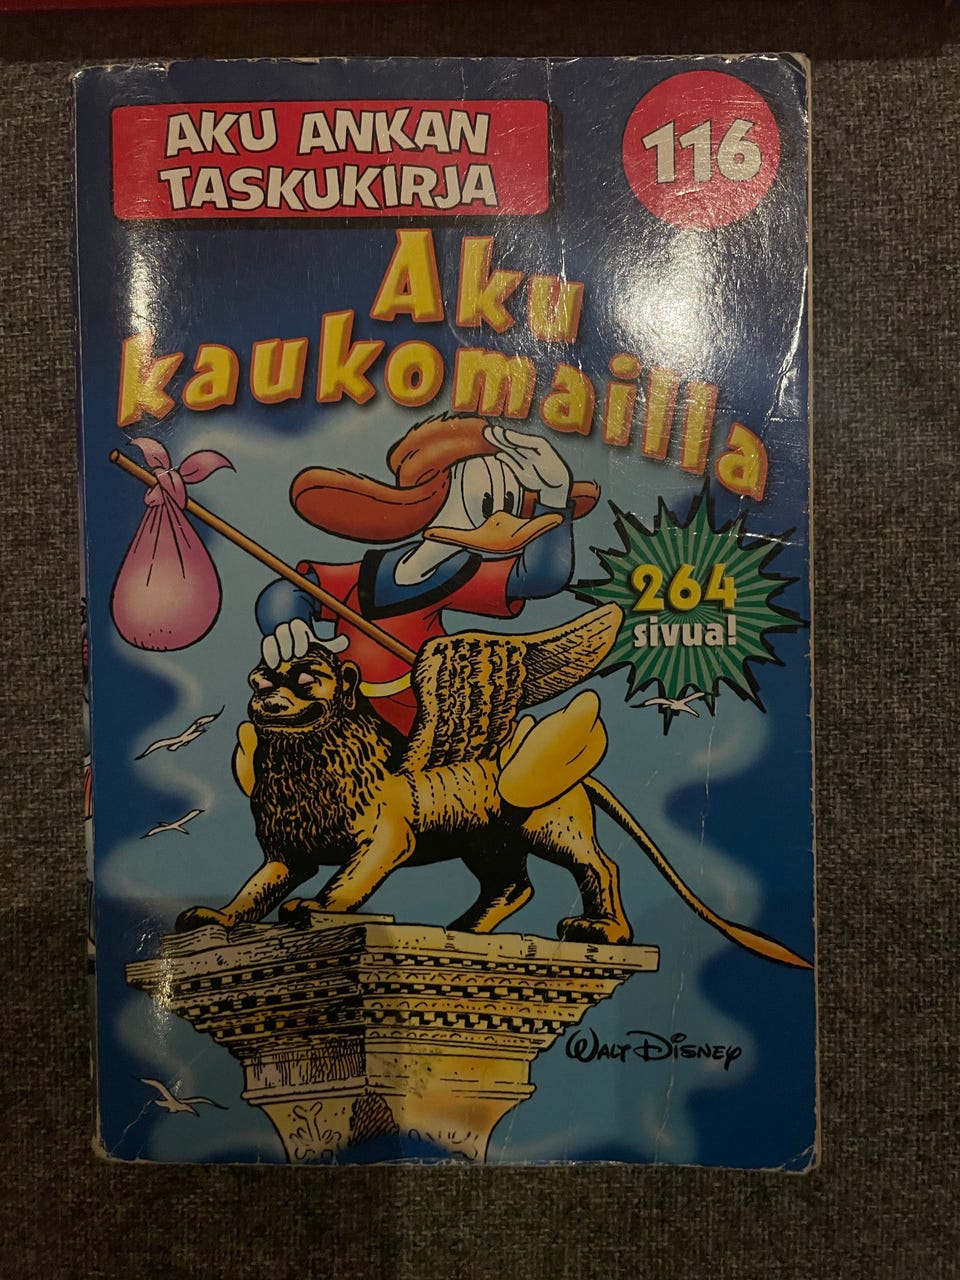 AKU ANKAN
TASKUKIRJA
116
Aku
kaukomailla
264
sivua!
WALT DISNEY